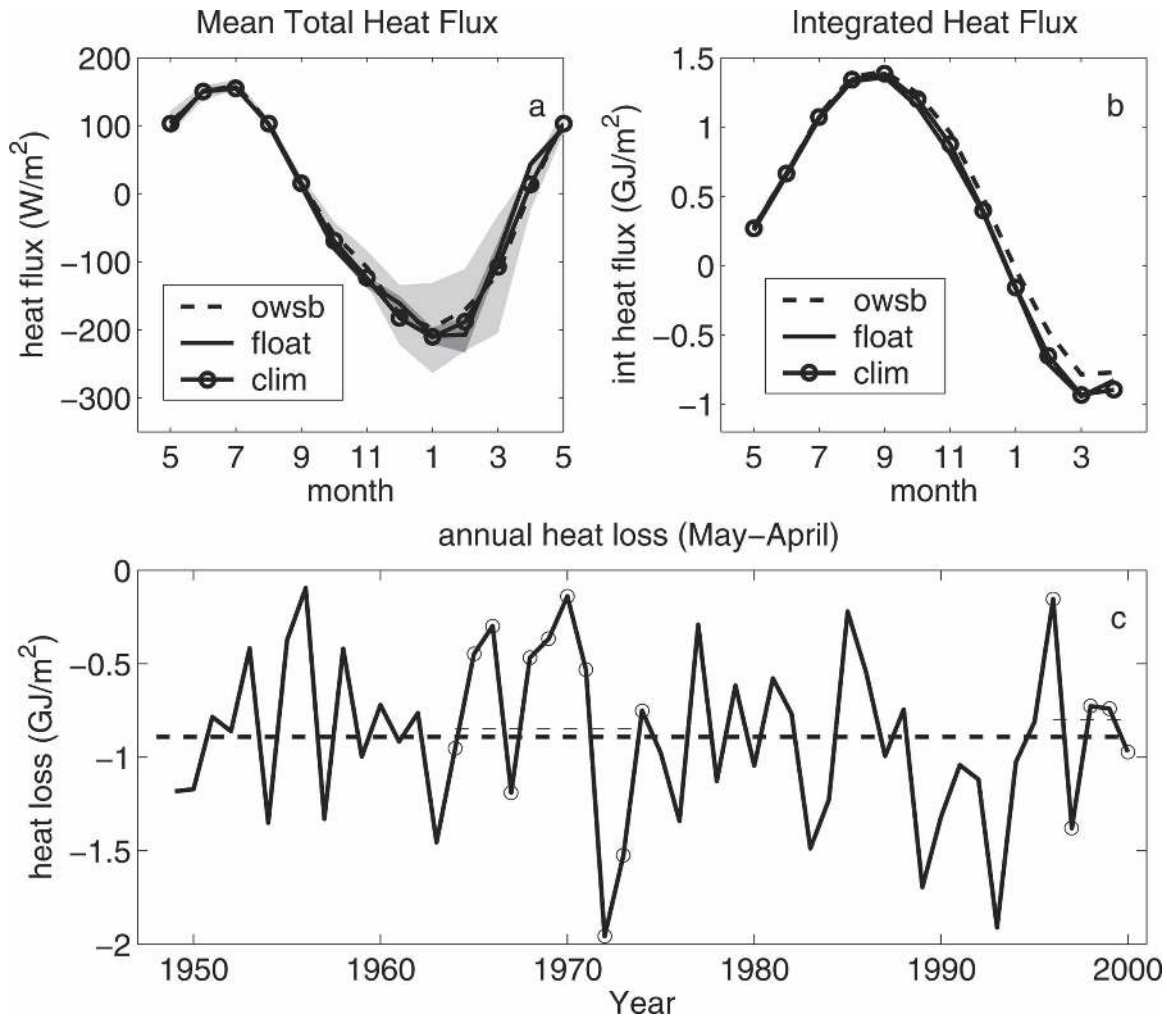 Mean Total Heat Flux
200
100
0
−100
−200
−300
heat flux (W/m²)
a
owsb
float
clim
5 7 9 11 1 3 5
month
Integrated Heat Flux
1.5
1
0.5
0
−0.5
−1
int heat flux (GJ/m²)
b
owsb
float
clim
5 7 9 11 1 3
month
annual heat loss (May−April)
0
−0.5
−1
−1.5
−2
heat loss (GJ/m²)
c
1950 1960 1970 1980 1990 2000
Year